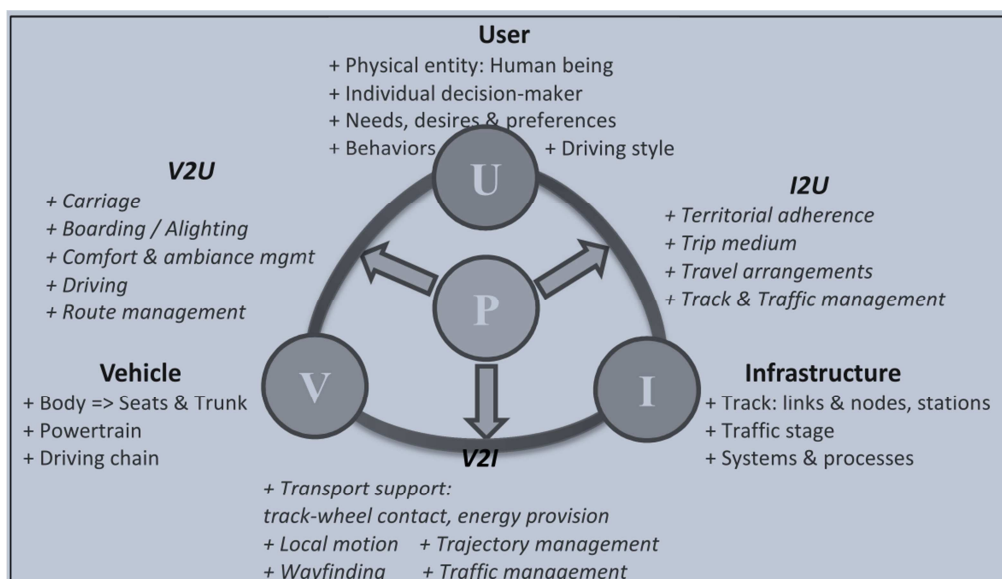 User
+ Physical entity: Human being
+ Individual decision-maker
+ Needs, desires & preferences
+ Behaviors + Driving style
U
V2U
+ Carriage
+ Boarding / Alighting
+ Comfort & ambiance mgmt
+ Driving
+ Route management
I2U
+ Territorial adherence
+ Trip medium
+ Travel arrangements
+ Track & Traffic management
P
V
I
Vehicle
+ Body => Seats & Trunk
+ Powertrain
+ Driving chain
Infrastructure
+ Track: links & nodes, stations
+ Traffic stage
+ Systems & processes
V2I
+ Transport support:
track-wheel contact, energy provision
+ Local motion + Trajectory management
+ Wayfinding + Traffic management